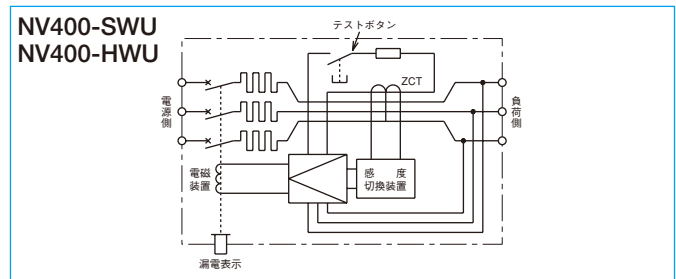 NV400-SWU
NV400-HWU
テストボタン
ZCT
電源側
負荷側
電磁
装置
感度
切換装置
漏電表示